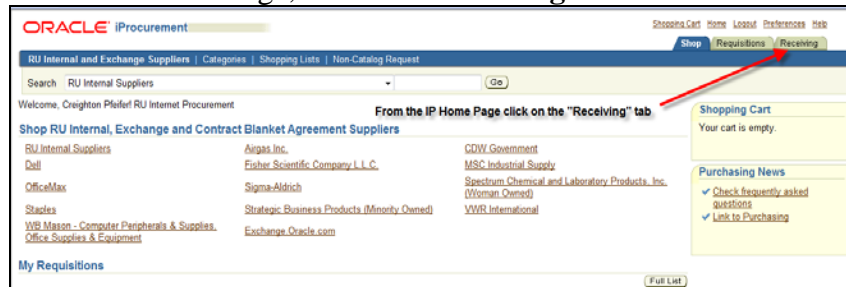 ORACLE iProcurement
Shopping Cart Home Logout Preferences Help
Shop Requisitions Receiving
RU Internal and Exchange Suppliers | Categories | Shopping Lists | Non-Catalog Request
Search RU Internal Suppliers Go
Welcome, Creighton Pfeifer! RU Internet Procurement
From the IP Home Page click on the "Receiving" tab
Shopping Cart
Your cart is empty.
Shop RU Internal, Exchange and Contract Blanket Agreement Suppliers
RU Internal Suppliers Airgas Inc. CDW Government
Dell Fisher Scientific Company L.L.C. MSC Industrial Supply
OfficeMax Sigma-Aldrich Spectrum Chemical and Laboratory Products, Inc. (Woman Owned)
Staples Strategic Business Products (Minority Owned) VWR International
WB Mason - Computer Peripherals & Supplies, Office Supplies & Equipment Exchange.Oracle.com
Purchasing News
Check frequently asked questions
Link to Purchasing
My Requisitions
Full List